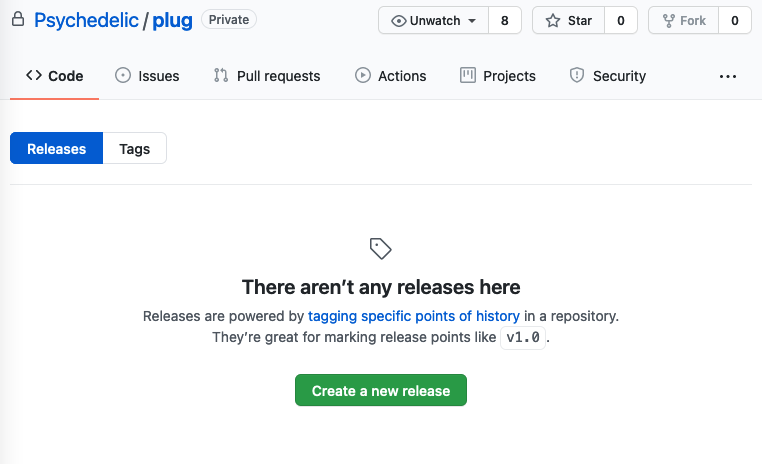 Psychedelic / plug Private Unwatch 8 Star 0 Fork 0
Code Issues Pull requests Actions Projects Security ...
Releases Tags
There aren’t any releases here
Releases are powered by tagging specific points of history in a repository.
They’re great for marking release points like v1.0 .
Create a new release